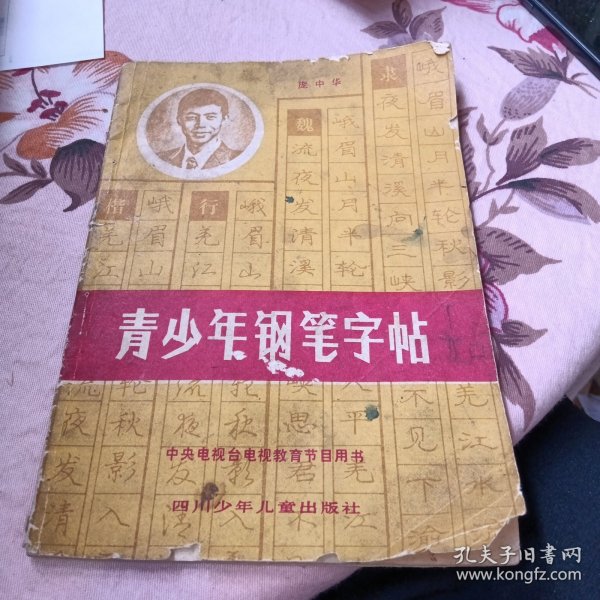 庞中华
隶
峨眉山月半轮秋影
夜发清溪向三峡
不见下渝
魏
峨眉山月半轮
流夜发清溪
行
峨眉山
羌江
楷
峨眉山
羌江
青少年钢笔字帖
羌江水
入平羌江
思君不
轮秋影入
流夜发清
中央电视台电视教育节目用书
四川少年儿童出版社
孔夫子旧书网
www.kongfz.com